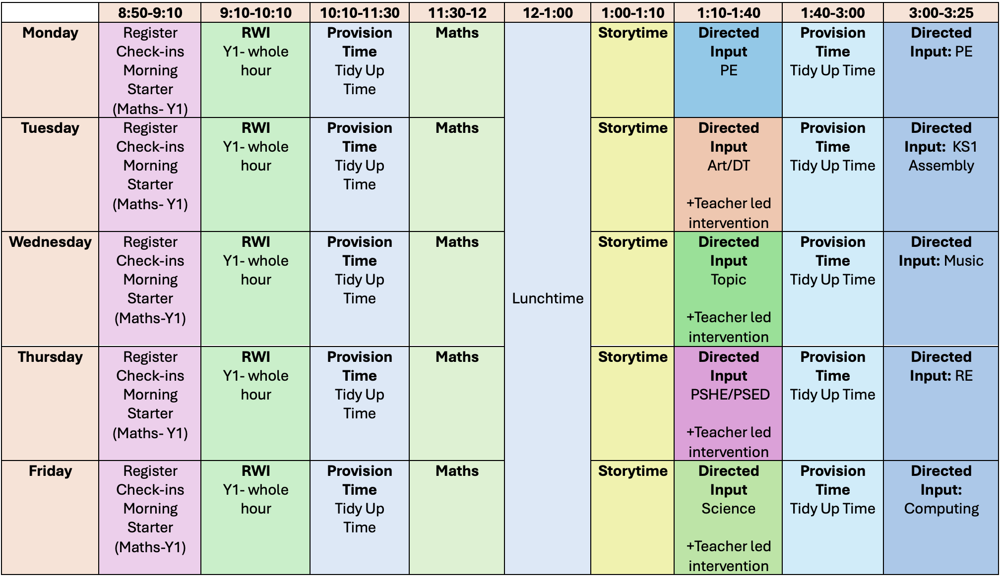 8:50-9:10
9:10-10:10
10:10-11:30
11:30-12
12-1:00
1:00-1:10
1:10-1:40
1:40-3:00
3:00-3:25
Monday
Register
Check-ins
Morning
Starter
(Maths- Y1)
RWI
Y1- whole
hour
Provision
Time
Tidy Up
Time
Maths
Lunchtime
Storytime
Directed
Input
PE
Provision
Time
Tidy Up Time
Directed
Input: PE
Tuesday
Register
Check-ins
Morning
Starter
(Maths- Y1)
RWI
Y1- whole
hour
Provision
Time
Tidy Up
Time
Maths
Storytime
Directed
Input
Art/DT
+Teacher led
intervention
Provision
Time
Tidy Up Time
Directed
Input: KS1
Assembly
Wednesday
Register
Check-ins
Morning
Starter
(Maths-Y1)
RWI
Y1- whole
hour
Provision
Time
Tidy Up
Time
Maths
Storytime
Directed
Input
Topic
+Teacher led
intervention
Provision
Time
Tidy Up Time
Directed
Input: Music
Thursday
Register
Check-ins
Morning
Starter
(Maths- Y1)
RWI
Y1- whole
hour
Provision
Time
Tidy Up
Time
Maths
Storytime
Directed
Input
PSHE/PSED
+Teacher led
intervention
Provision
Time
Tidy Up Time
Directed
Input: RE
Friday
Register
Check-ins
Morning
Starter
(Maths-Y1)
RWI
Y1- whole
hour
Provision
Time
Tidy Up
Time
Maths
Storytime
Directed
Input
Science
+Teacher led
intervention
Provision
Time
Tidy Up Time
Directed
Input:
Computing